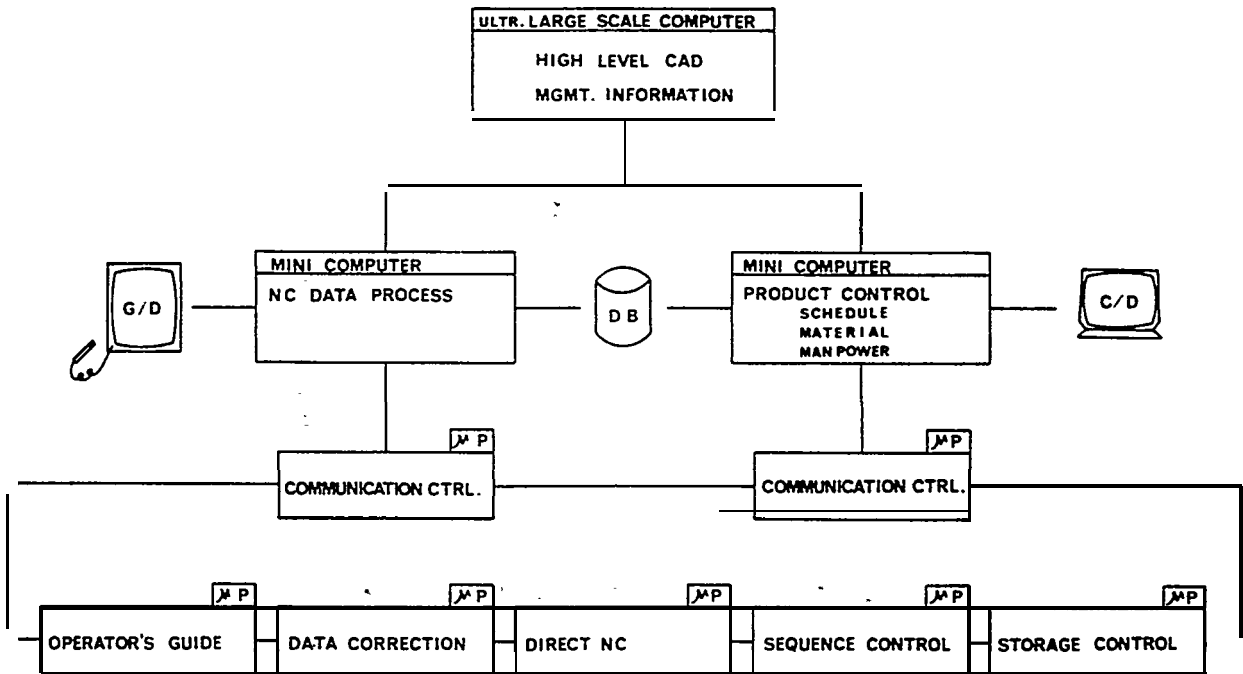 ULTR. LARGE SCALE COMPUTER
HIGH LEVEL CAD
MGMT. INFORMATION
MINI COMPUTER
NC DATA PROCESS
G/D
DB
MINI COMPUTER
PRODUCT CONTROL
SCHEDULE
MATERIAL
MAN POWER
C/D
μP
COMMUNICATION CTRL.
μP
COMMUNICATION CTRL.
μP
OPERATOR'S GUIDE
μP
DATA CORRECTION
μP
DIRECT NC
μP
SEQUENCE CONTROL
μP
STORAGE CONTROL